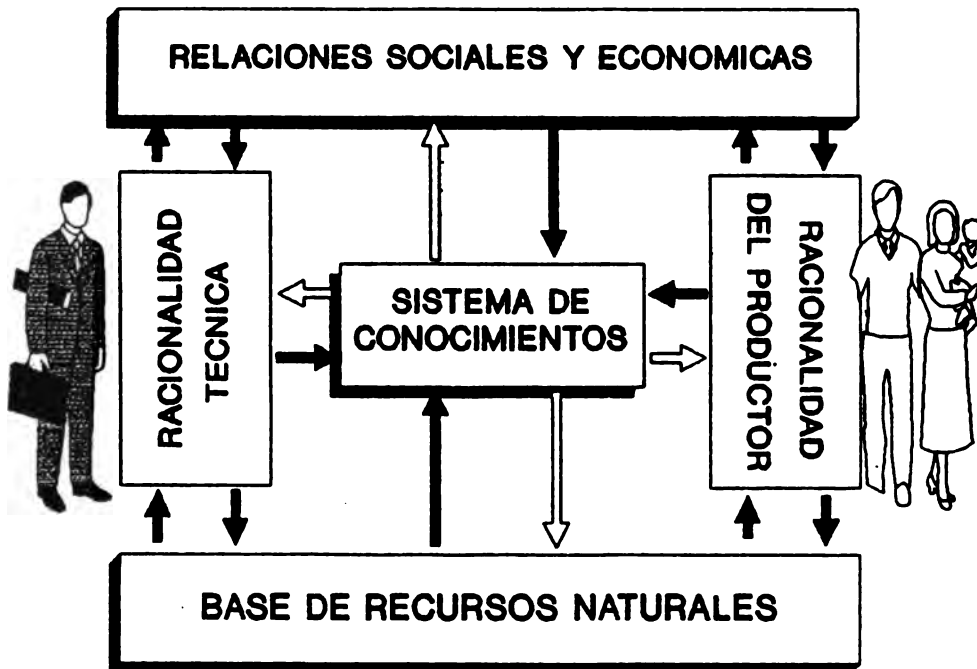 RELACIONES SOCIALES Y ECONOMICAS
RACIONALIDAD
TECNICA
SISTEMA DE
CONOCIMIENTOS
RACIONALIDAD
DEL PRODUCTOR
BASE DE RECURSOS NATURALES